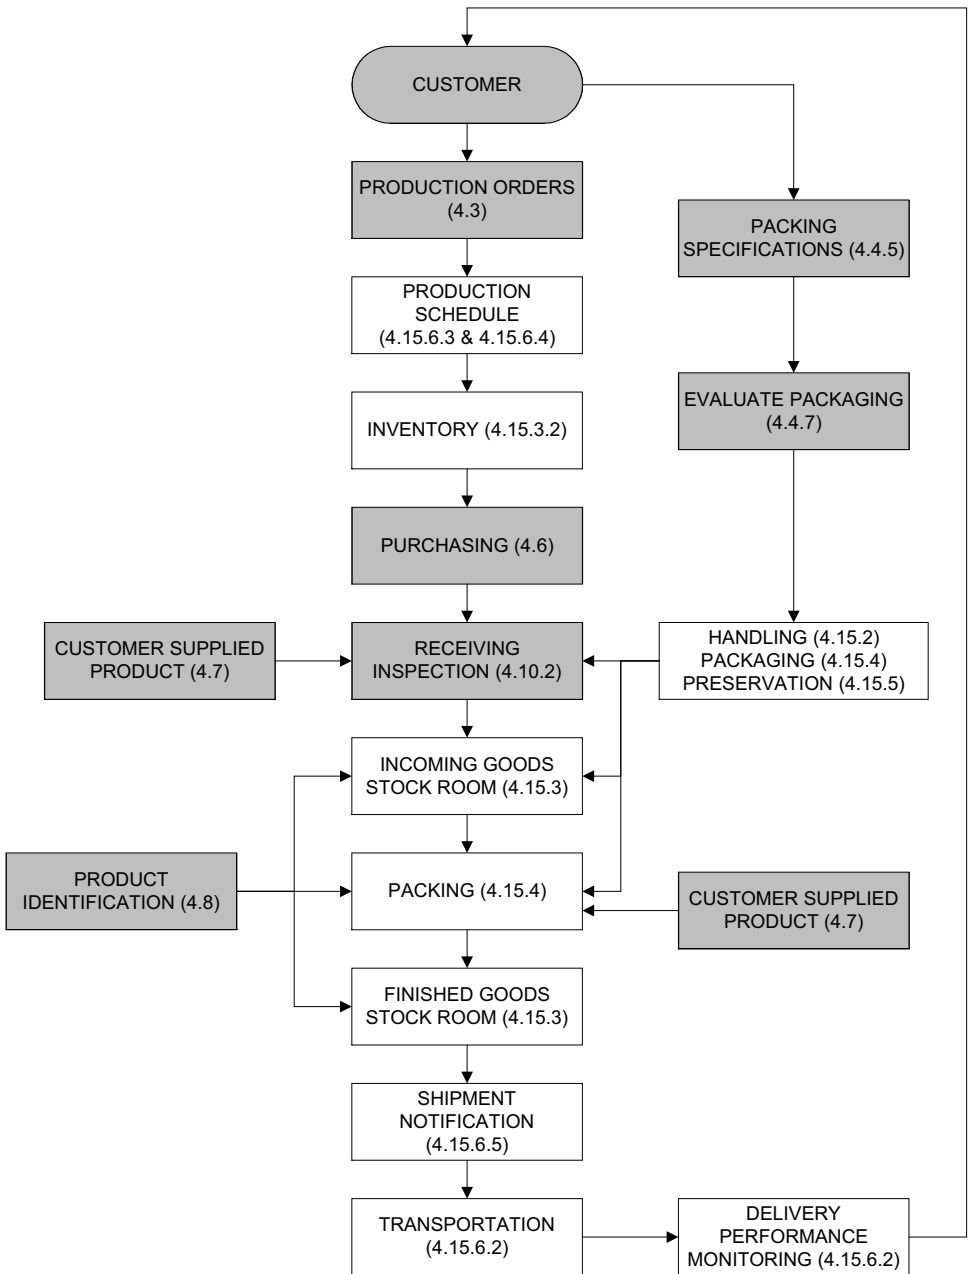 CUSTOMER
PRODUCTION ORDERS
(4.3)
PACKING
SPECIFICATIONS (4.4.5)
PRODUCTION
SCHEDULE
(4.15.6.3 & 4.15.6.4)
EVALUATE PACKAGING
(4.4.7)
INVENTORY (4.15.3.2)
PURCHASING (4.6)
CUSTOMER SUPPLIED
PRODUCT (4.7)
RECEIVING
INSPECTION (4.10.2)
HANDLING (4.15.2)
PACKAGING (4.15.4)
PRESERVATION (4.15.5)
INCOMING GOODS
STOCK ROOM (4.15.3)
PRODUCT
IDENTIFICATION (4.8)
PACKING (4.15.4)
CUSTOMER SUPPLIED
PRODUCT (4.7)
FINISHED GOODS
STOCK ROOM (4.15.3)
SHIPMENT
NOTIFICATION
(4.15.6.5)
TRANSPORTATION
(4.15.6.2)
DELIVERY
PERFORMANCE
MONITORING (4.15.6.2)